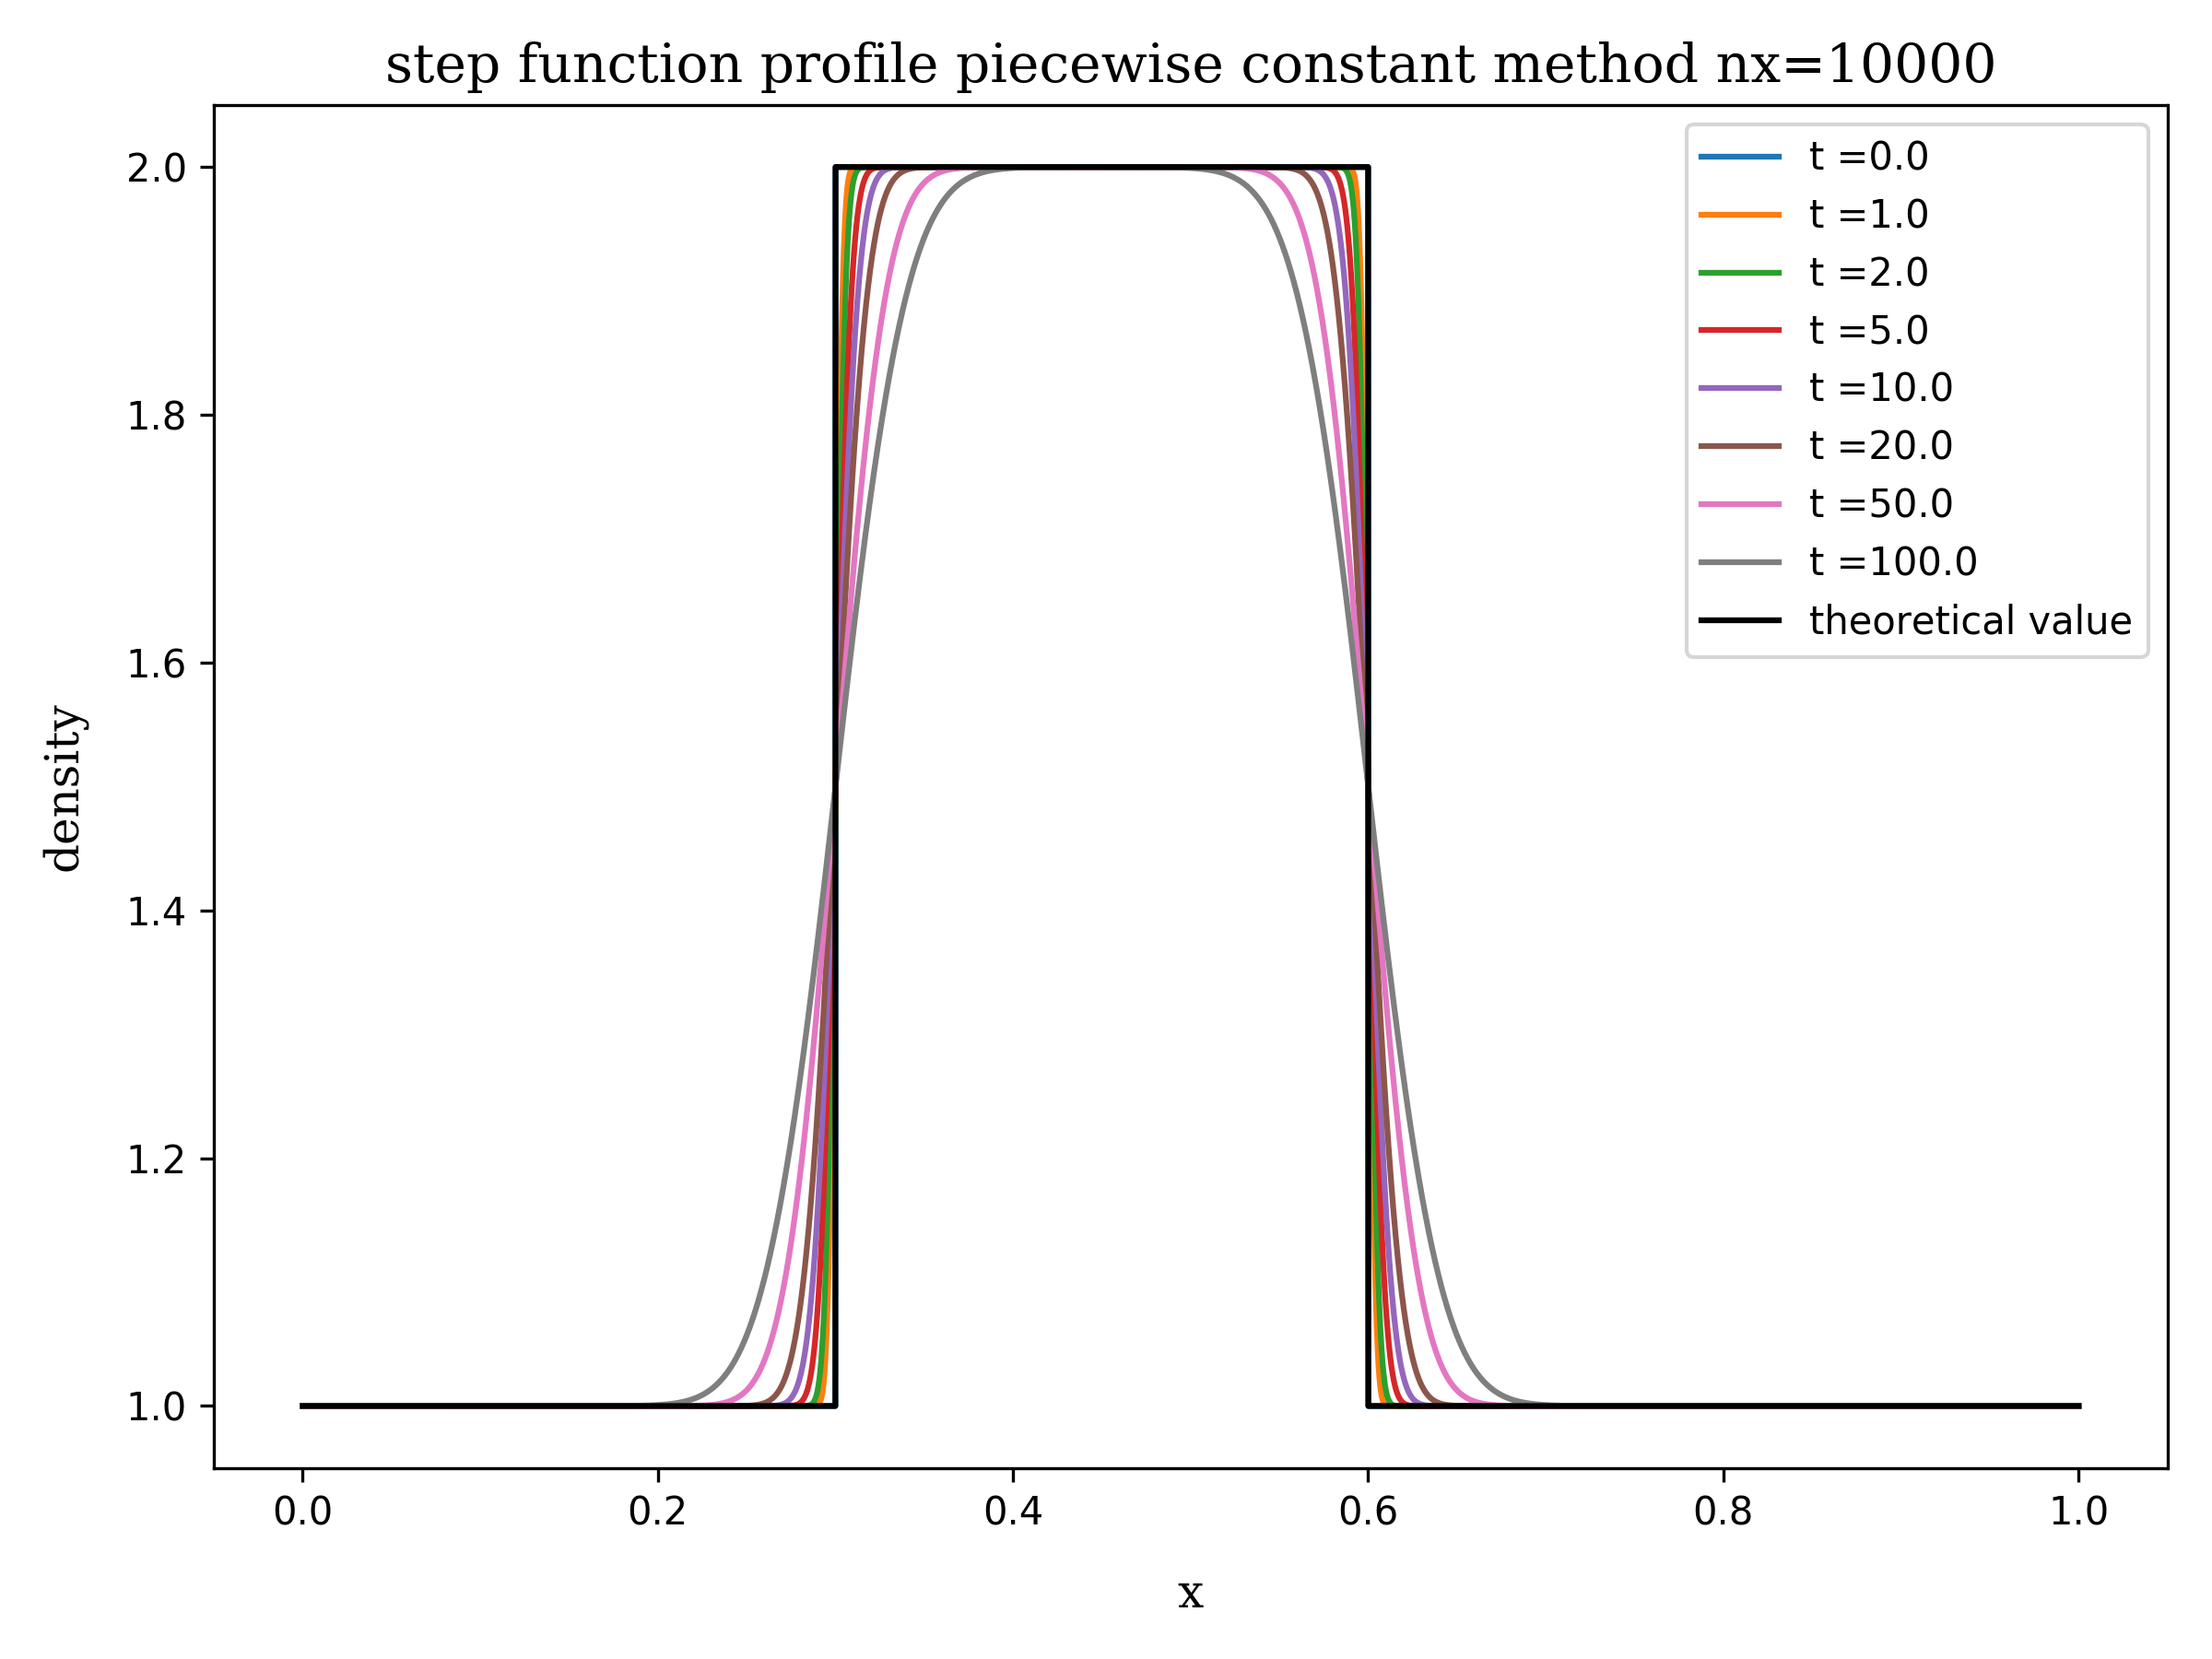 step function profile piecewise constant method nx=10000
t =0.0
t =1.0
t =2.0
t =5.0
t =10.0
t =20.0
t =50.0
t =100.0
theoretical value
density
2.0
1.8
1.6
1.4
1.2
1.0
0.0 0.2 0.4 0.6 0.8 1.0
x